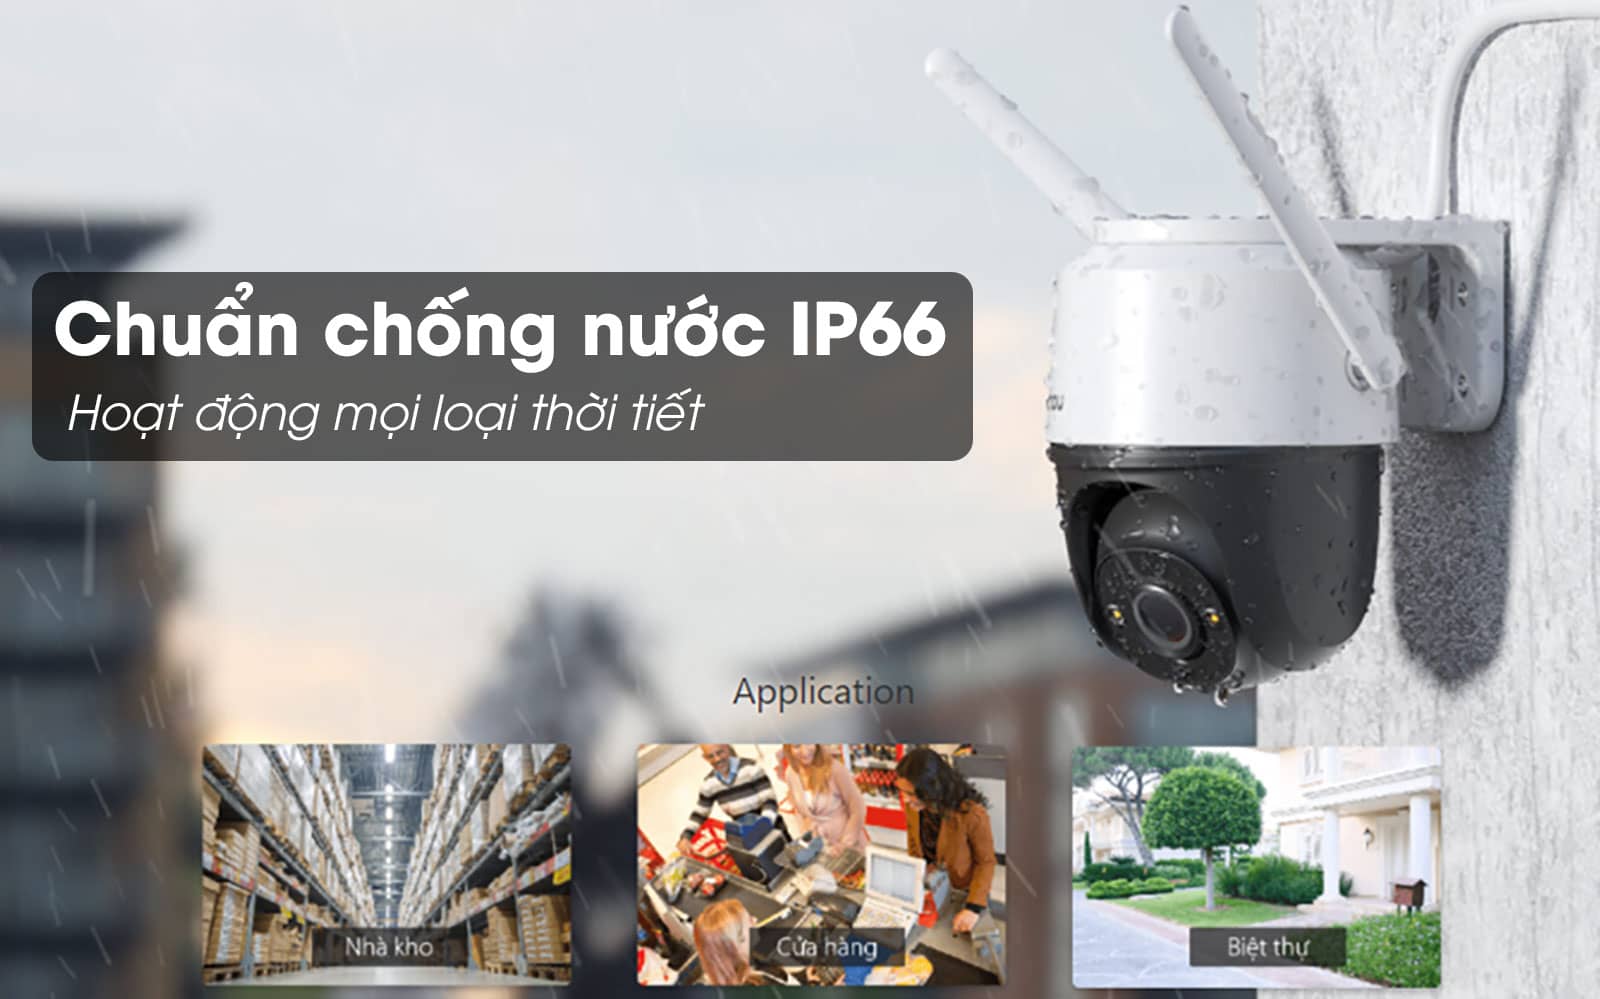 Chuẩn chống nước IP66
Hoạt động mọi loại thời tiết
Application
Nhà kho
Cửa hàng
Biệt thự